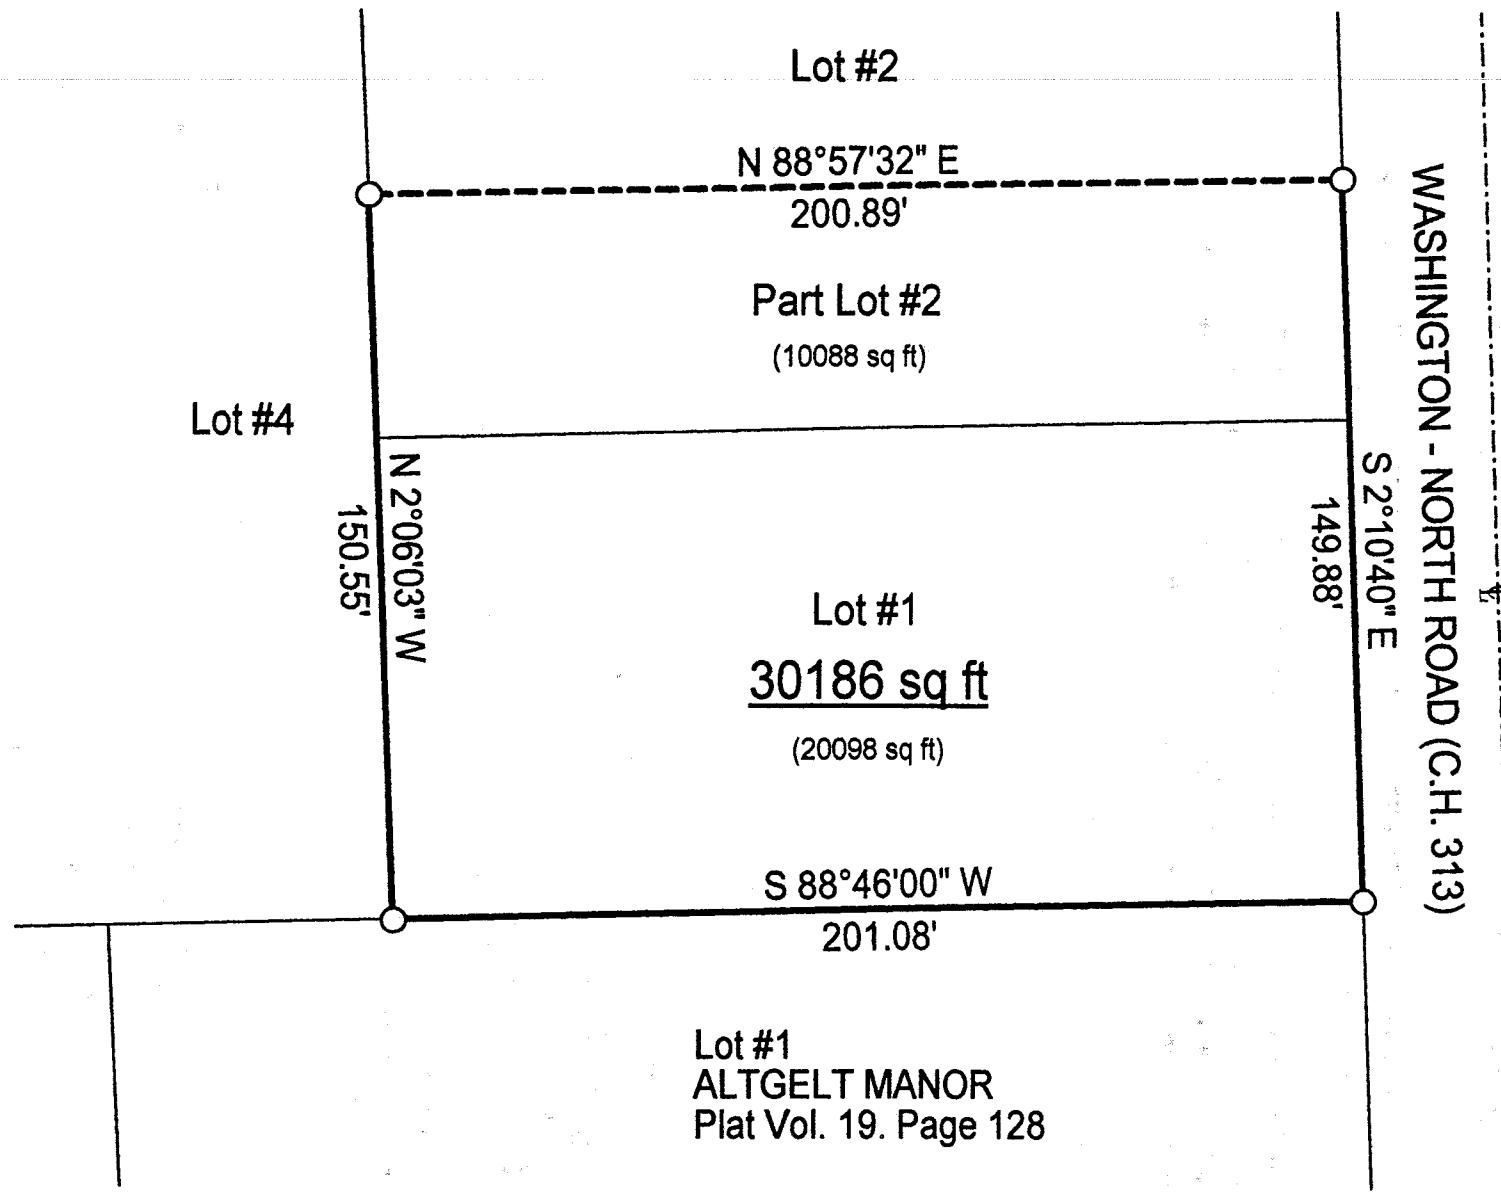 Lot #2
N 88°57'32" E
200.89'
Part Lot #2
(10088 sq ft)
Lot #4
N 2°06'03" W
150.55'
S 2°10'40" E
149.88'
WASHINGTON - NORTH ROAD (C.H. 313)
Lot #1
30186 sq ft
(20098 sq ft)
S 88°46'00" W
201.08'
Lot #1
ALTGELT MANOR
Plat Vol. 19. Page 128